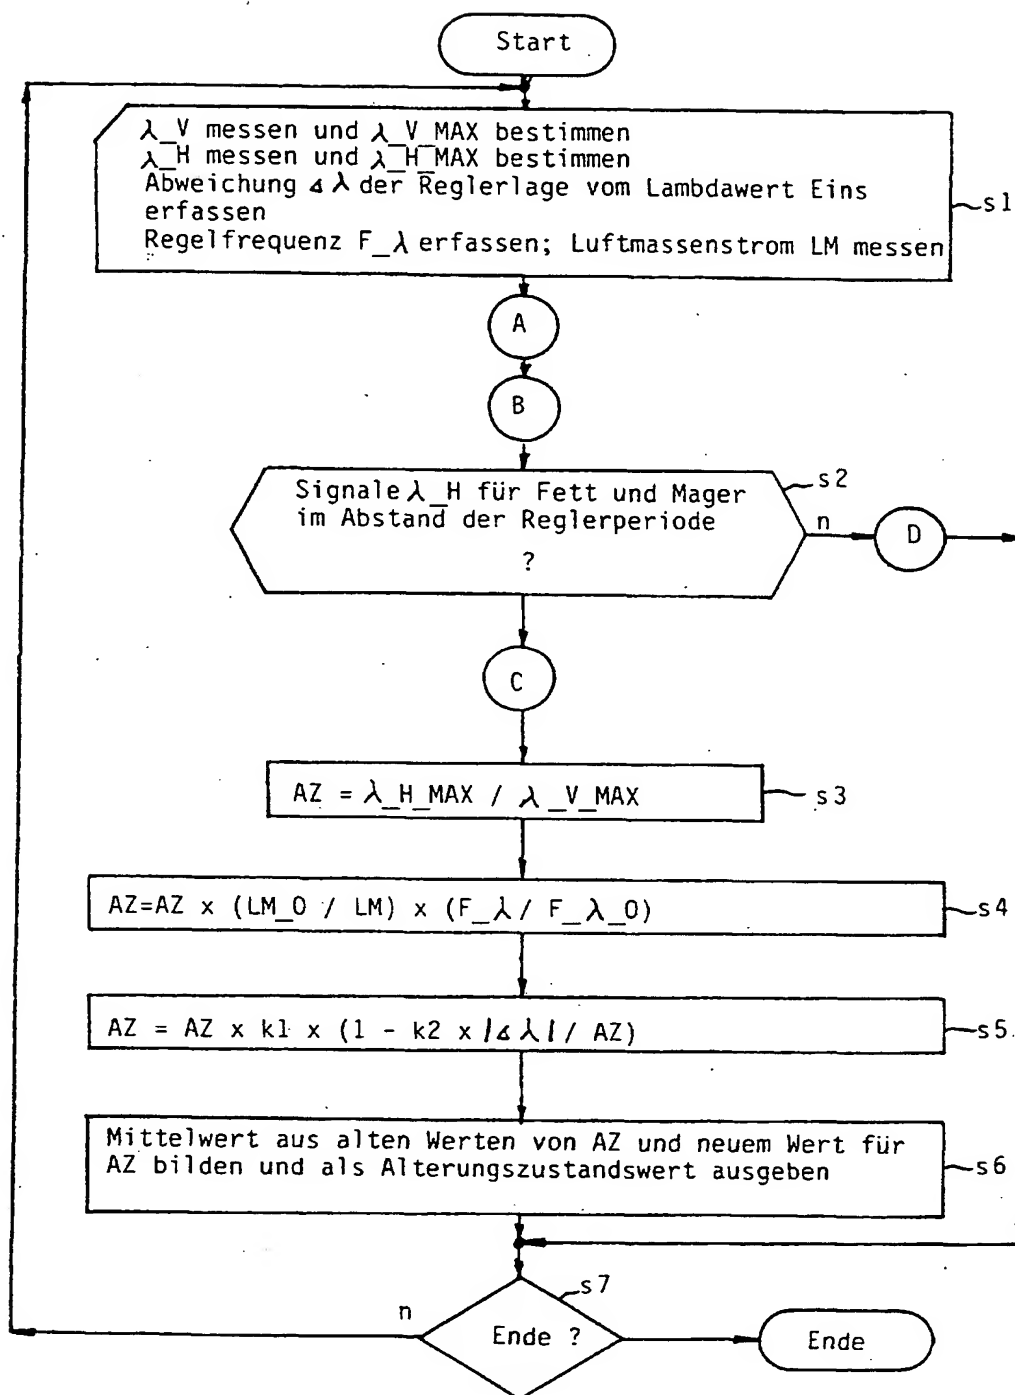 Start
λ_V messen und λ_V_MAX bestimmen
λ_H messen und λ_H_MAX bestimmen
Abweichung Δλ der Reglerlage vom Lambdawert Eins
erfassen
Regelfrequenz F_λ erfassen; Luftmassenstrom LM messen
s1
A
B
Signale λ_H für Fett und Mager
im Abstand der Reglerperiode
?
s2
n
D
C
AZ = λ_H_MAX / λ_V_MAX
s3
AZ=AZ x (LM_0 / LM) x (F_λ/ F_λ_0)
s4
AZ = AZ x k1 x (1 - k2 x |Δλ| / AZ)
s5
Mittelwert aus alten Werten von AZ und neuem Wert für
AZ bilden und als Alterungszustandswert ausgeben
s6
s7
n
Ende ?
Ende